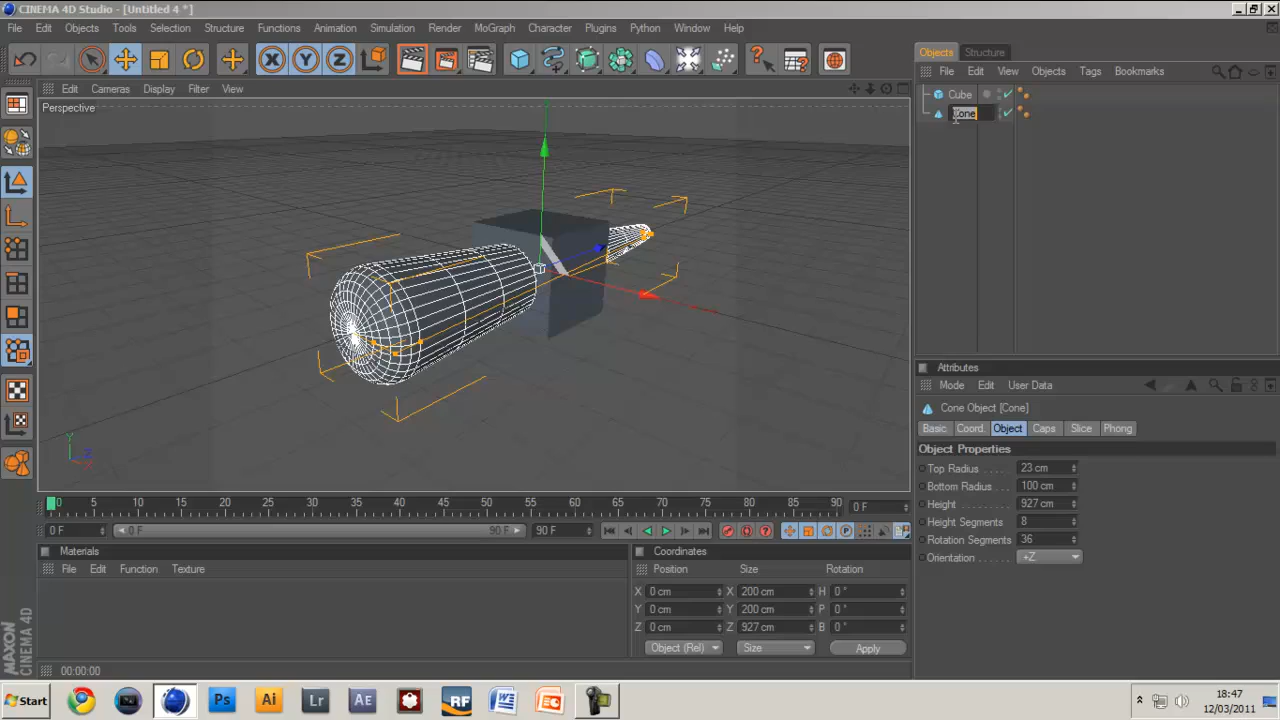 CINEMA 4D Studio - [Untitled 4 *]
File Edit Objects Tools Selection Structure Functions Animation Simulation Render MoGraph Character Plugins Python Window Help
X Y Z
Objects Structure
File Edit View Objects Tags Bookmarks
Edit Cameras Display Filter View
Perspective
Cube
Cone
Y
Z
X
Attributes
Mode Edit User Data
Cone Object [Cone]
Basic Coord. Object Caps Slice Phong
Object Properties
Top Radius 23 cm
Bottom Radius 100 cm
Height 927 cm
Height Segments 8
Rotation Segments 36
Orientation +Z
0 5 10 15 20 25 30 35 40 45 50 55 60 65 70 75 80 85 90 0 F
0 F 0 F 90 F 90 F
Materials
File Edit Function Texture
Coordinates
Position Size Rotation
X 0 cm X 200 cm H 0 °
Y 0 cm Y 200 cm P 0 °
Z 0 cm Z 927 cm B 0 °
Object (Rel) Size Apply
MAXON
CINEMA 4D
00:00:00
Start Ps Ai Lr AE RF W
18:47
12/03/2011